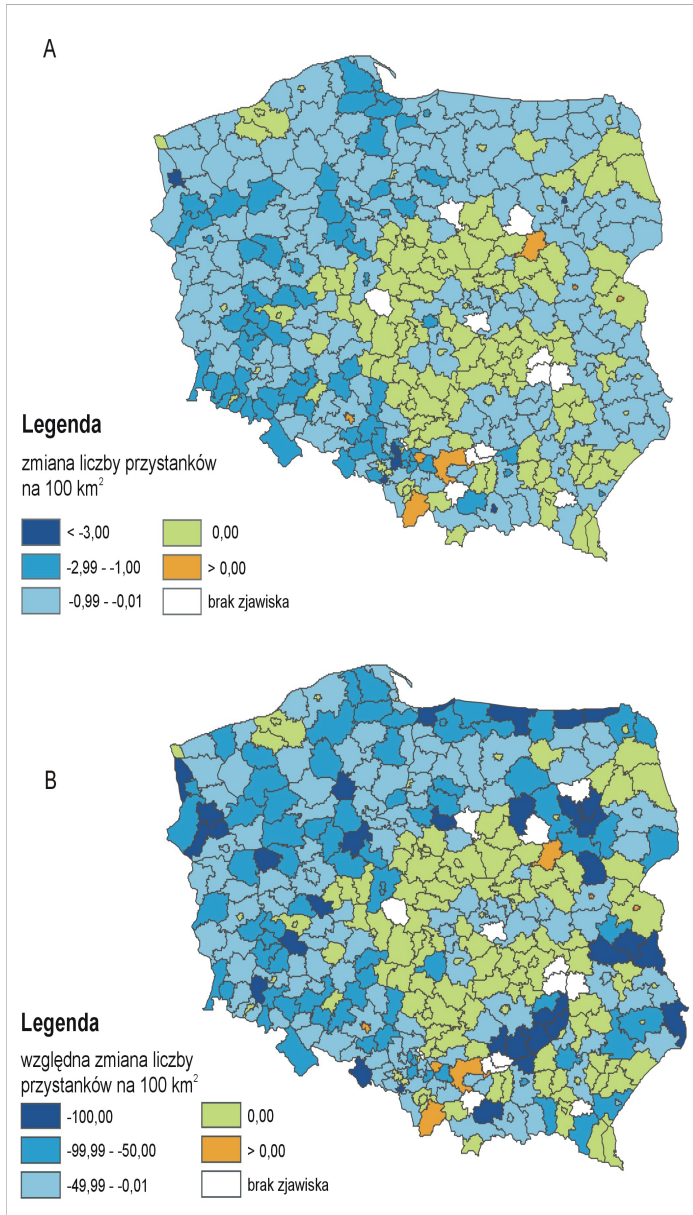 A
Legenda
zmiana liczby przystanków
na 100 km²
< -3,00
0,00
-2,99 - -1,00
> 0,00
-0,99 - -0,01
brak zjawiska
B
Legenda
względna zmiana liczby
przystanków na 100 km²
-100,00
0,00
-99,99 - -50,00
> 0,00
-49,99 - -0,01
brak zjawiska